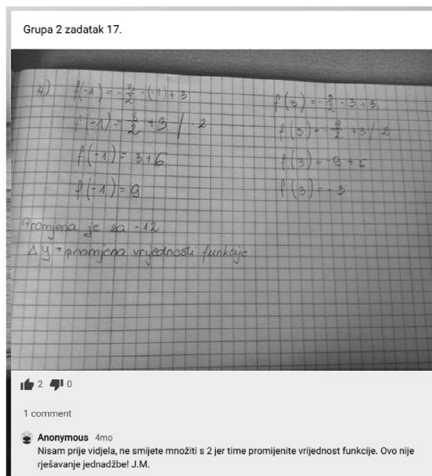 Grupa 2 zadatak 17.
4) f(-1) = -3/2 · (-1) + 3
f(-1) = 3/2 + 3 / · 2
f(-1) = 3 + 6
f(-1) = 9
f(3) = -3/2 · 3 + 3
f(3) = -9/2 + 3 / · 2
f(3) = -9 + 6
f(3) = -3
Promjena je za -12
Δy = promjena vrijednosti funkcije
2 0
1 comment
Anonymous 4mo
Nisam prije vidjela, ne smijete množiti s 2 jer time promijenite vrijednost funkcije. Ovo nije
rješavanje jednadžbe! J.M.